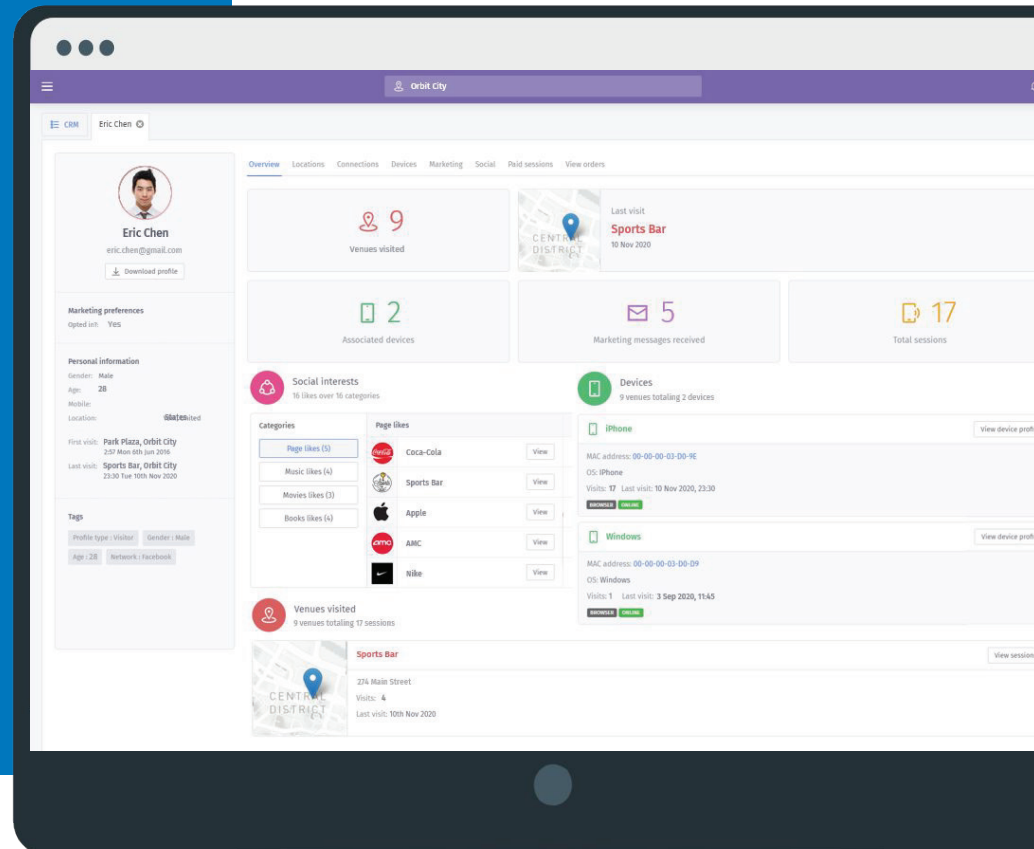 Orbit City
CRM
Eric Chen
Eric Chen
eric.chen@gmail.com
Download profile
Marketing preferences
Opted in?: Yes
Personal information
Gender: Male
Age: 28
Mobile:
Location:
First visit: Park Plaza, Orbit City
2:57 Mon 6th Jun 2016
Last visit: Sports Bar, Orbit City
23:30 Tue 10th Nov 2020
Tags
Profile type : Visitor Gender : Male
Age : 28 Network : Facebook
Overview Locations Connections Devices Marketing Social Paid sessions View orders
9
Venues visited
CENTRAL
DISTRICT
Last visit
Sports Bar
10 Nov 2020
2
Associated devices
5
Marketing messages received
17
Total sessions
Social interests
16 likes over 16 categories
Categories
Page likes (5)
Music likes (4)
Movies likes (3)
Books likes (4)
Page likes
Coca-Cola View
Sports Bar View
Apple View
amc
AMC View
Nike View
Devices
9 venues totaling 2 devices
iPhone
View device profi
MAC address: 00-00-00-03-D0-9E
OS: iPhone
Visits: 17 Last visit: 10 Nov 2020, 23:30
BROWSER ONLINE
Windows
View device profi
MAC address: 00-00-00-03-D0-D9
OS: Windows
Visits: 1 Last visit: 3 Sep 2020, 11:45
BROWSER ONLINE
Venues visited
9 venues totaling 17 sessions
CENTRAL
DISTRICT
Sports Bar
View session
274 Main Street
Visits: 4
Last visit: 10th Nov 2020